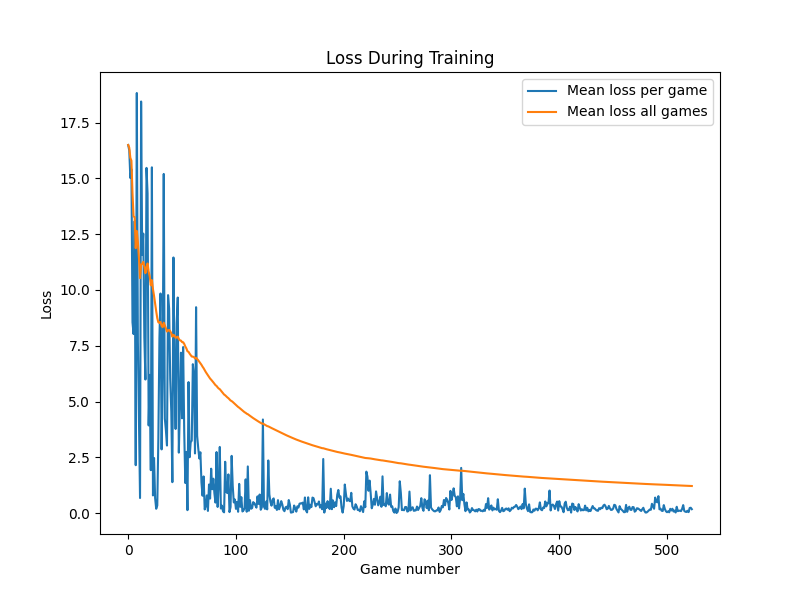 Loss During Training
Mean loss per game
Mean loss all games
17.5
15.0
12.5
10.0
7.5
5.0
2.5
0.0
Loss
0 100 200 300 400 500
Game number